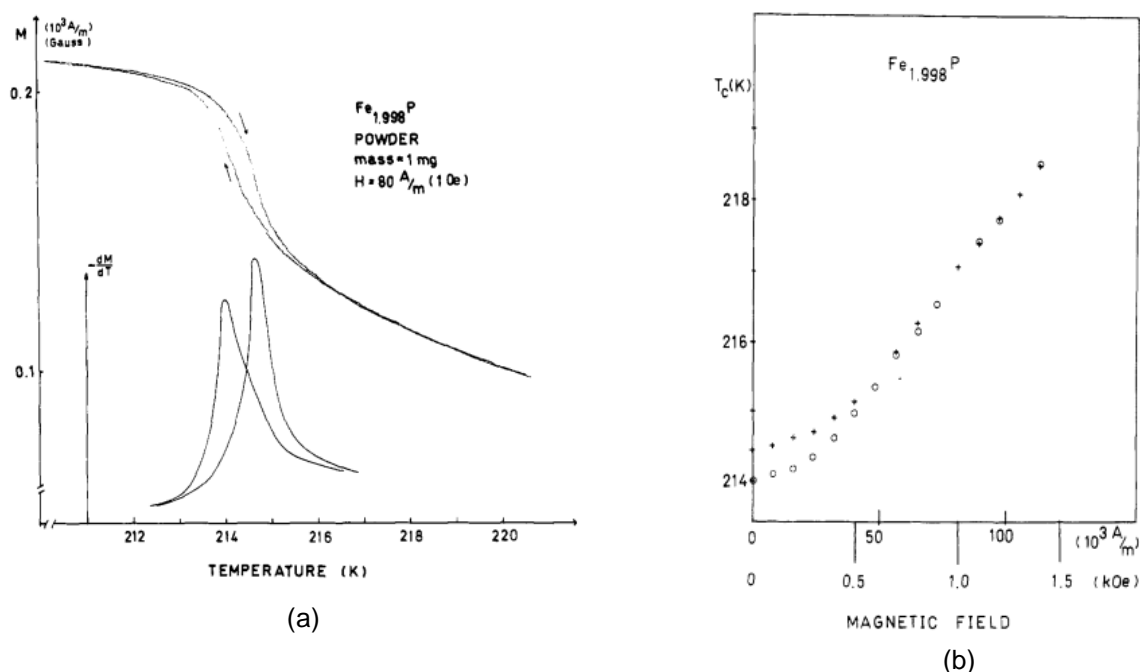 M
(10³ A/m)
(Gauss)
0.2
Fe1.998P
POWDER
mass = 1 mg
H = 80 A/m (1 Oe)
-dM/dT
0.1
212 214 216 218 220
TEMPERATURE (K)
(a)
Fe1.998P
Tc(K)
218
216
214
0 50 100 (10³ A/m)
0 0.5 1.0 1.5 (kOe)
MAGNETIC FIELD
(b)